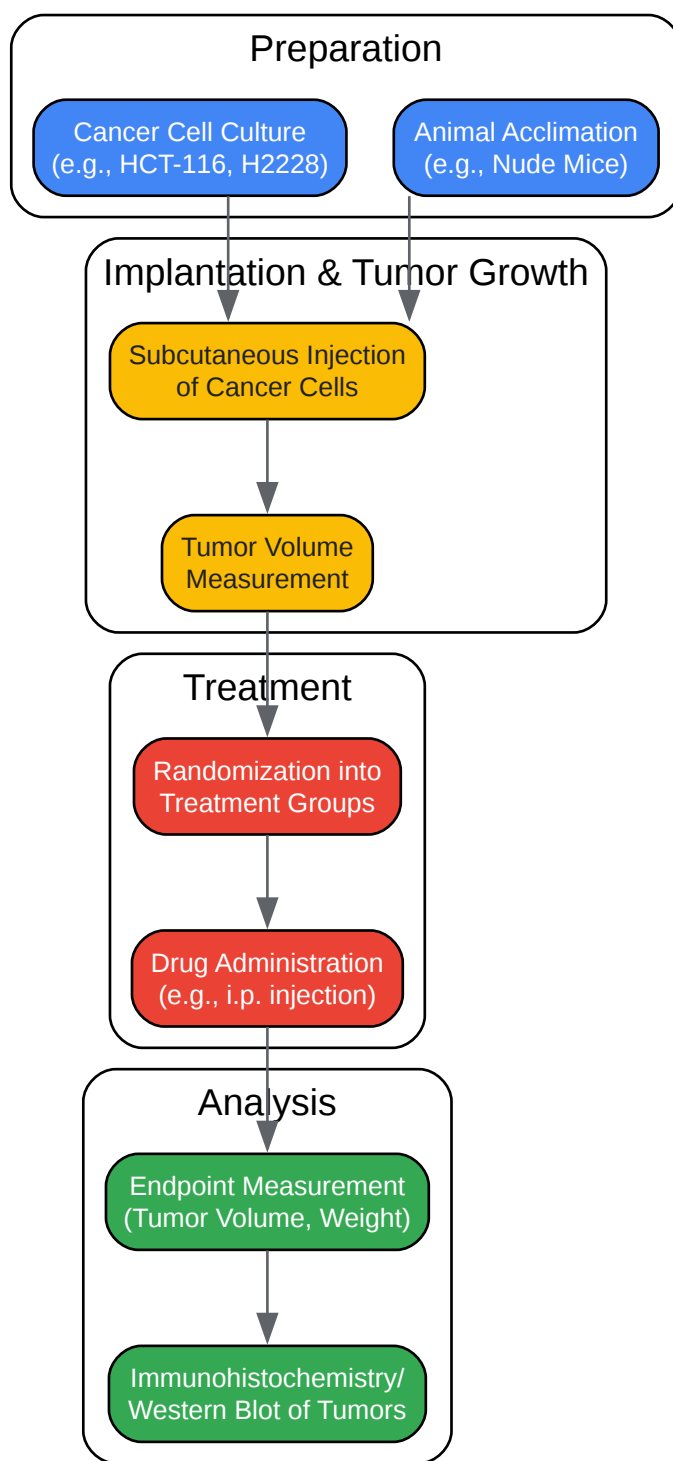 Preparation
Cancer Cell Culture
(e.g., HCT-116, H2228)
Animal Acclimation
(e.g., Nude Mice)
Implantation & Tumor Growth
Subcutaneous Injection
of Cancer Cells
Tumor Volume
Measurement
Treatment
Randomization into
Treatment Groups
Drug Administration
(e.g., i.p. injection)
Analysis
Endpoint Measurement
(Tumor Volume, Weight)
Immunohistochemistry/
Western Blot of Tumors